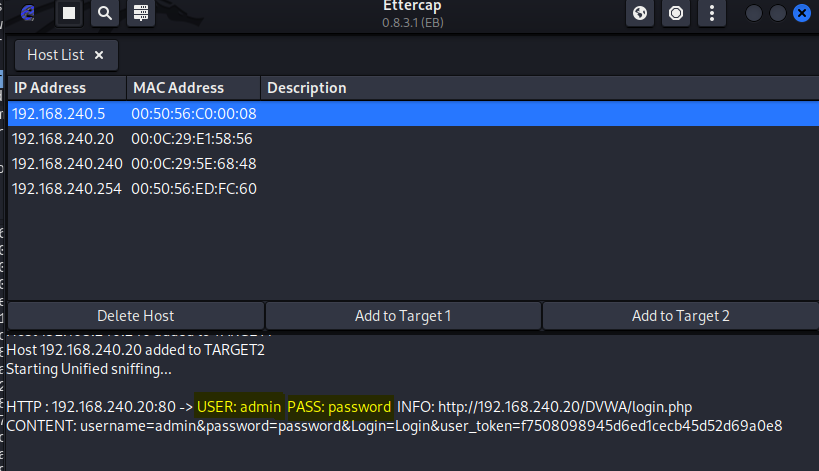 Ettercap
0.8.3.1 (EB)
Host List ×
IP Address MAC Address Description
192.168.240.5 00:50:56:C0:00:08
192.168.240.20 00:0C:29:E1:58:56
192.168.240.240 00:0C:29:5E:68:48
192.168.240.254 00:50:56:ED:FC:60
Delete Host Add to Target 1 Add to Target 2
Host 192.168.240.20 added to TARGET2
Starting Unified sniffing...
HTTP : 192.168.240.20:80 -> USER: admin PASS: password INFO: http://192.168.240.20/DVWA/login.php
CONTENT: username=admin&password=password&Login=Login&user_token=f7508098945d6ed1cecb45d52d69a0e8